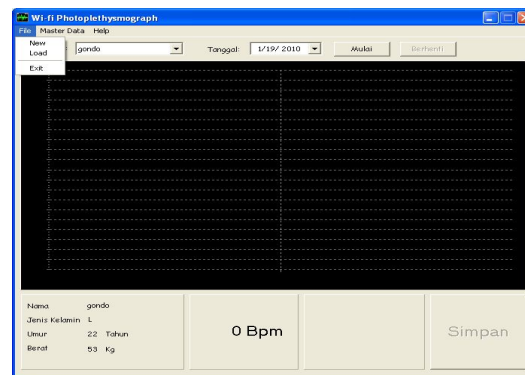 Wi-fi Photoplethysmograph
File Master Data Help
New
Load
Exit
gondo
Tanggal: 1/19/ 2010
Mulai
Berhenti
Nama gondo
Jenis Kelamin L
Umur 22 Tahun
Berat 53 Kg
0 Bpm
Simpan